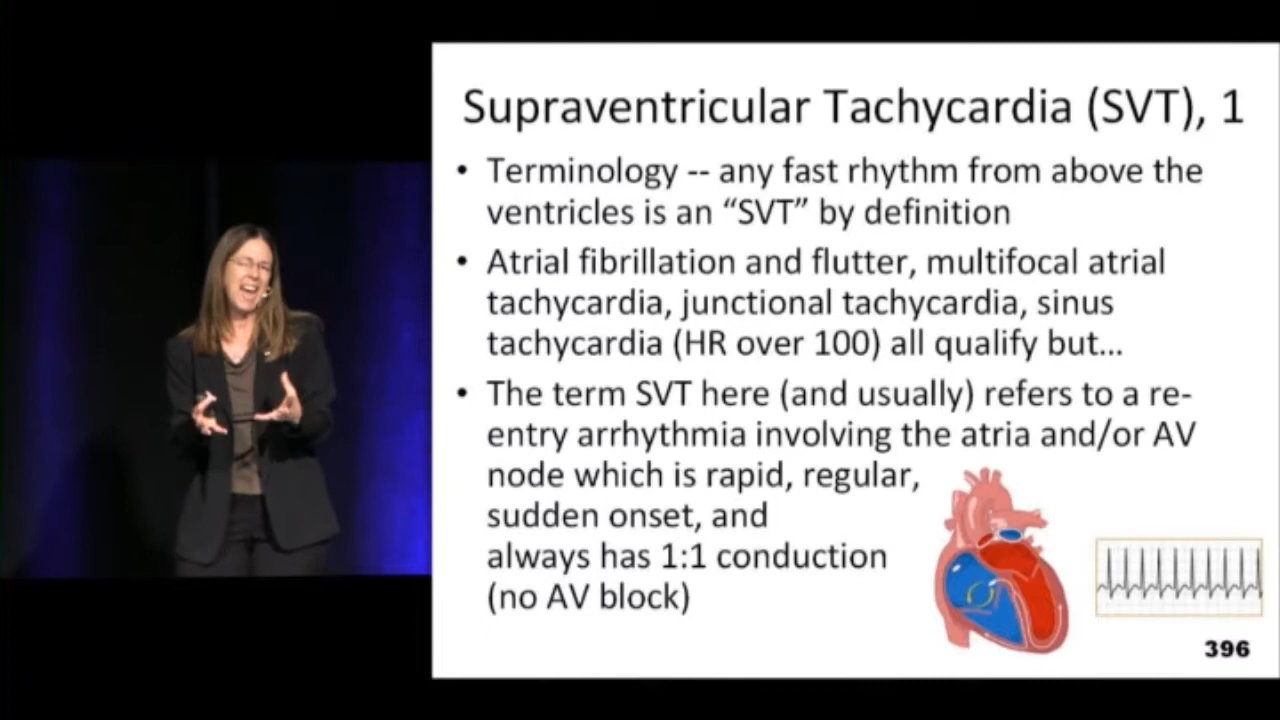 Supraventricular Tachycardia (SVT), 1
• Terminology -- any fast rhythm from above the
ventricles is an “SVT” by definition
• Atrial fibrillation and flutter, multifocal atrial
tachycardia, junctional tachycardia, sinus
tachycardia (HR over 100) all qualify but...
• The term SVT here (and usually) refers to a re-
entry arrhythmia involving the atria and/or AV
node which is rapid, regular,
sudden onset, and
always has 1:1 conduction
(no AV block)
396